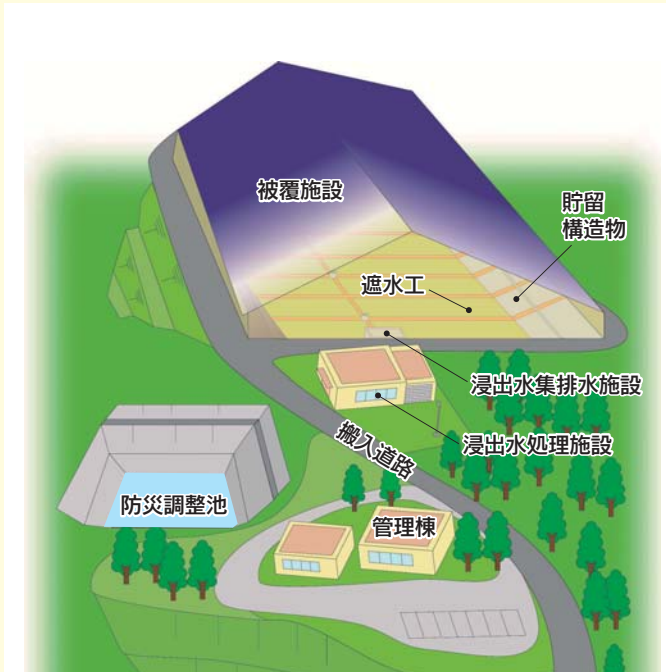 被覆施設
貯留
構造物
遮水工
浸出水集排水施設
浸出水処理施設
搬入道路
防災調整池
管理棟